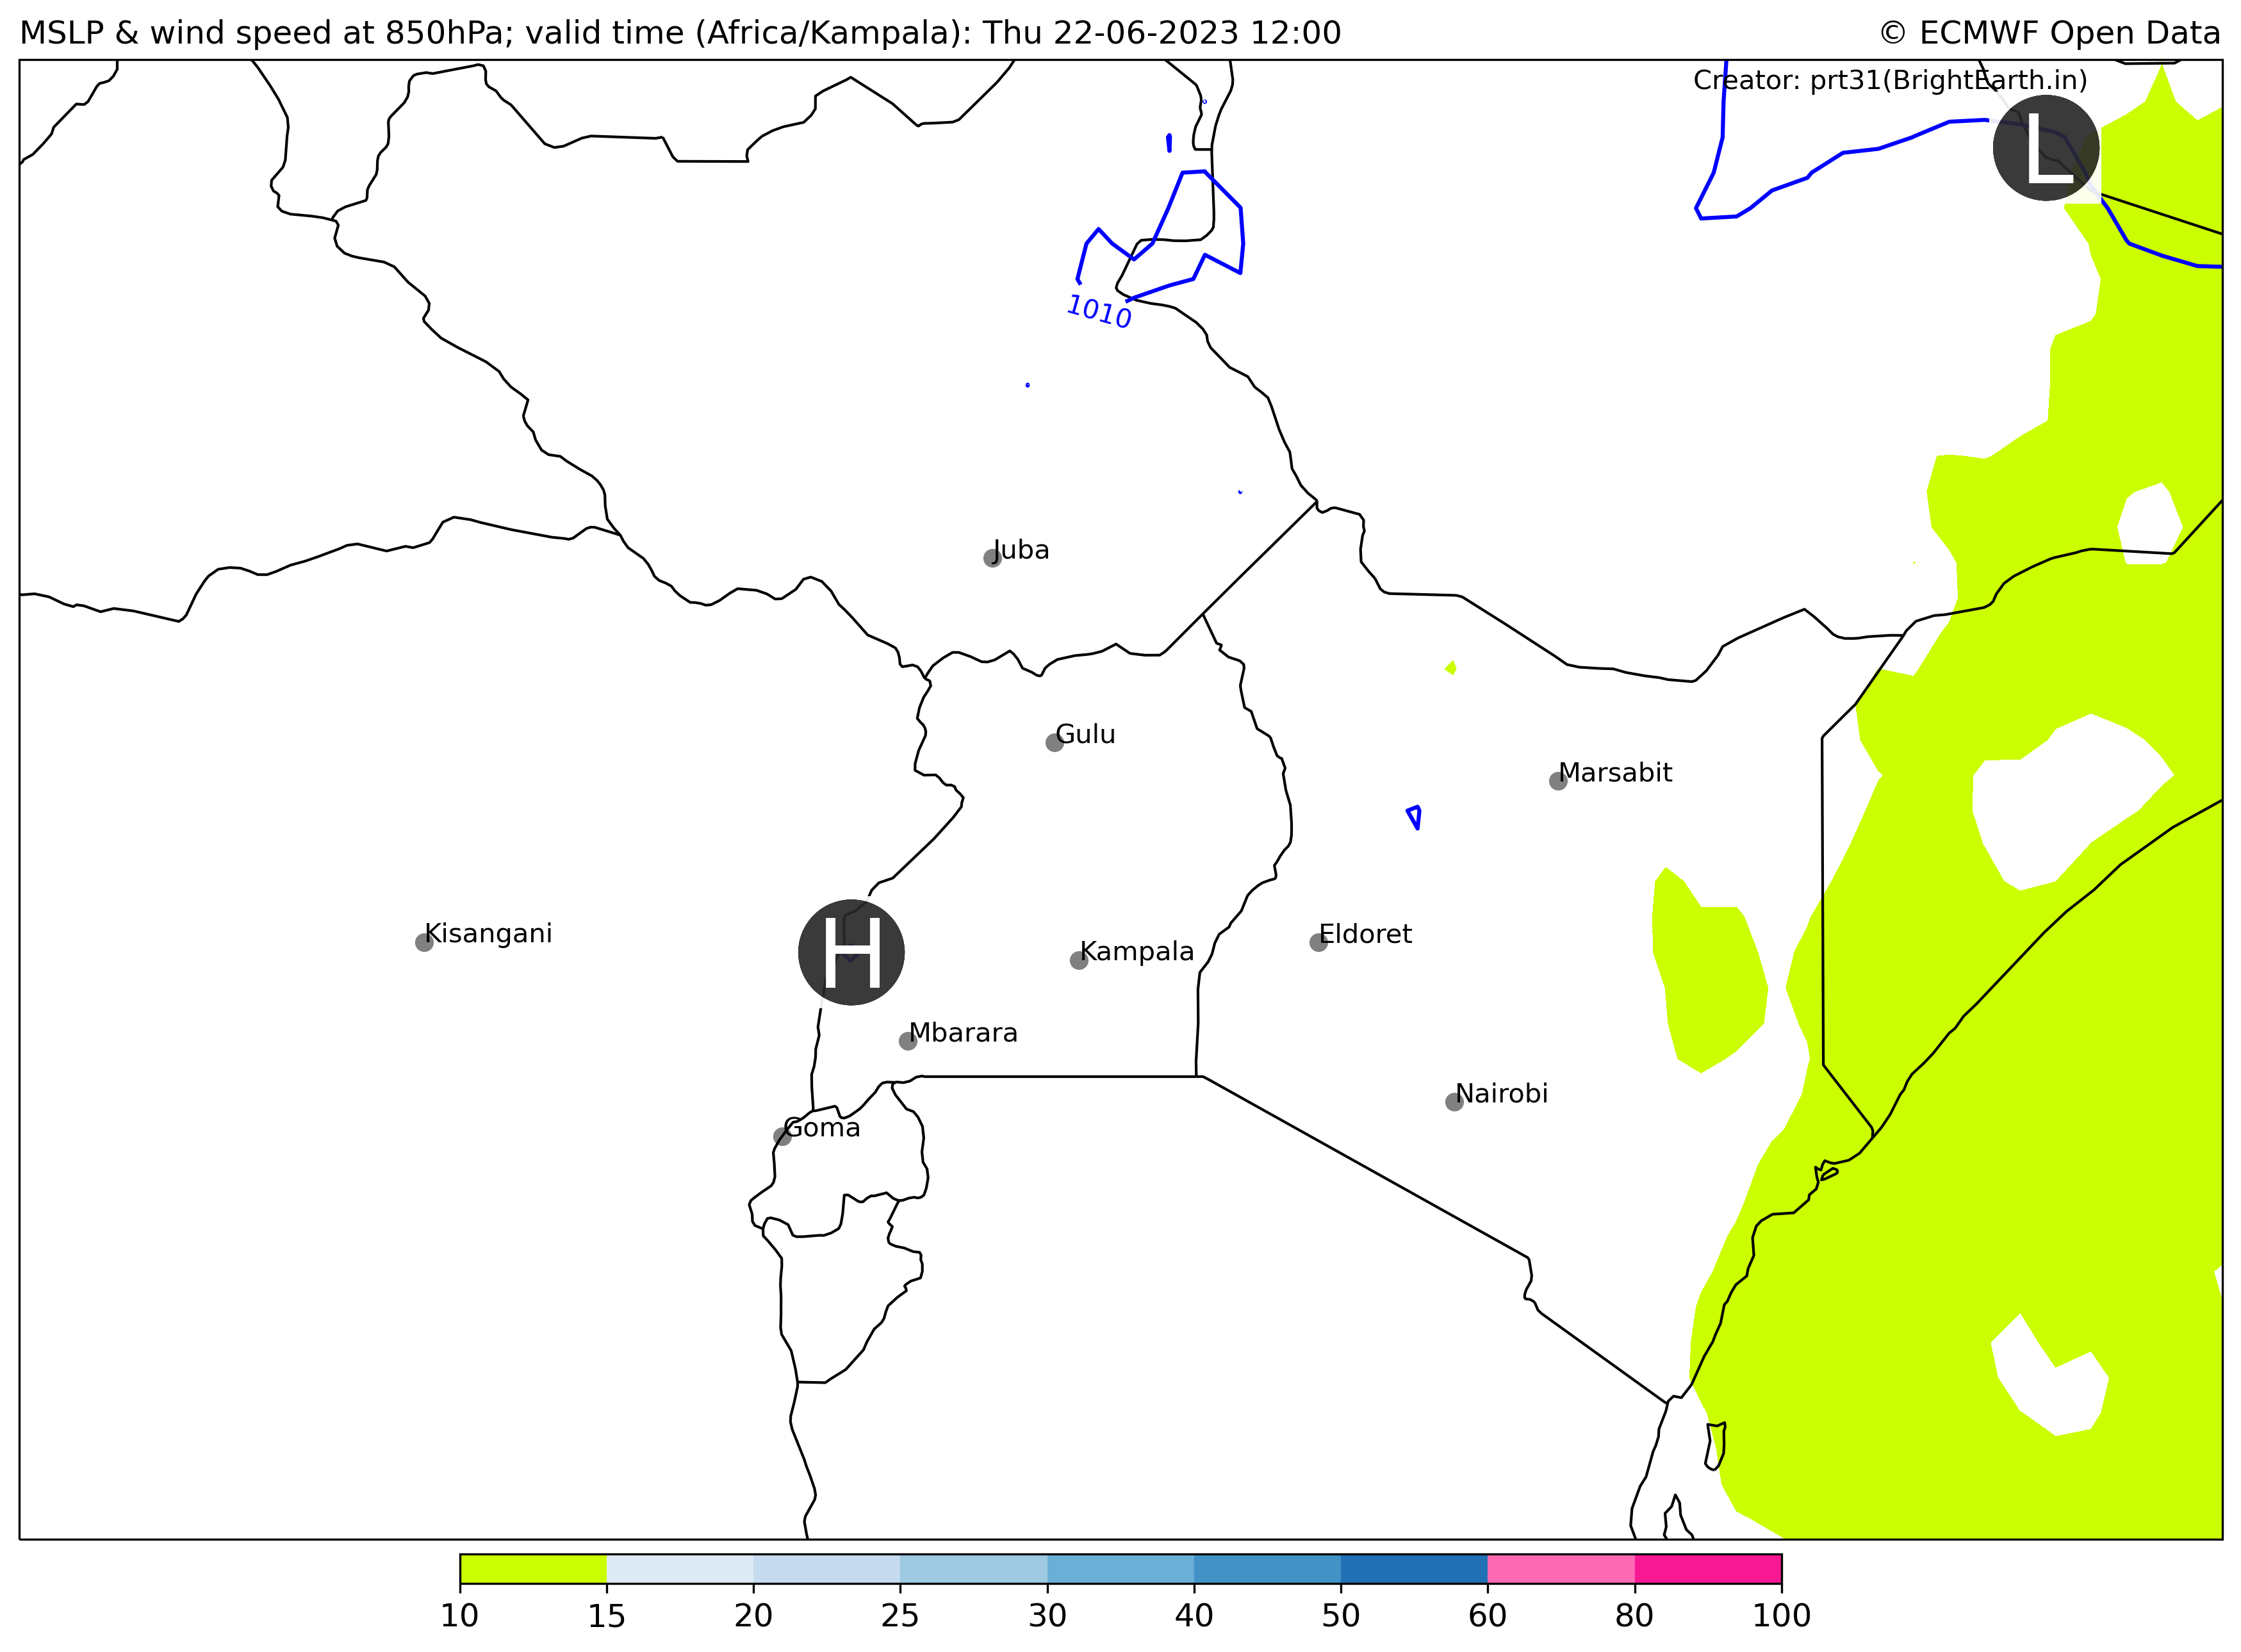 MSLP & wind speed at 850hPa; valid time (Africa/Kampala): Thu 22-06-2023 12:00
© ECMWF Open Data
Creator: prt31(BrightEarth.in)
L
1010
Juba
Gulu
Marsabit
Kisangani
H
Kampala
Eldoret
Mbarara
Nairobi
Goma
10 15 20 25 30 40 50 60 80 100